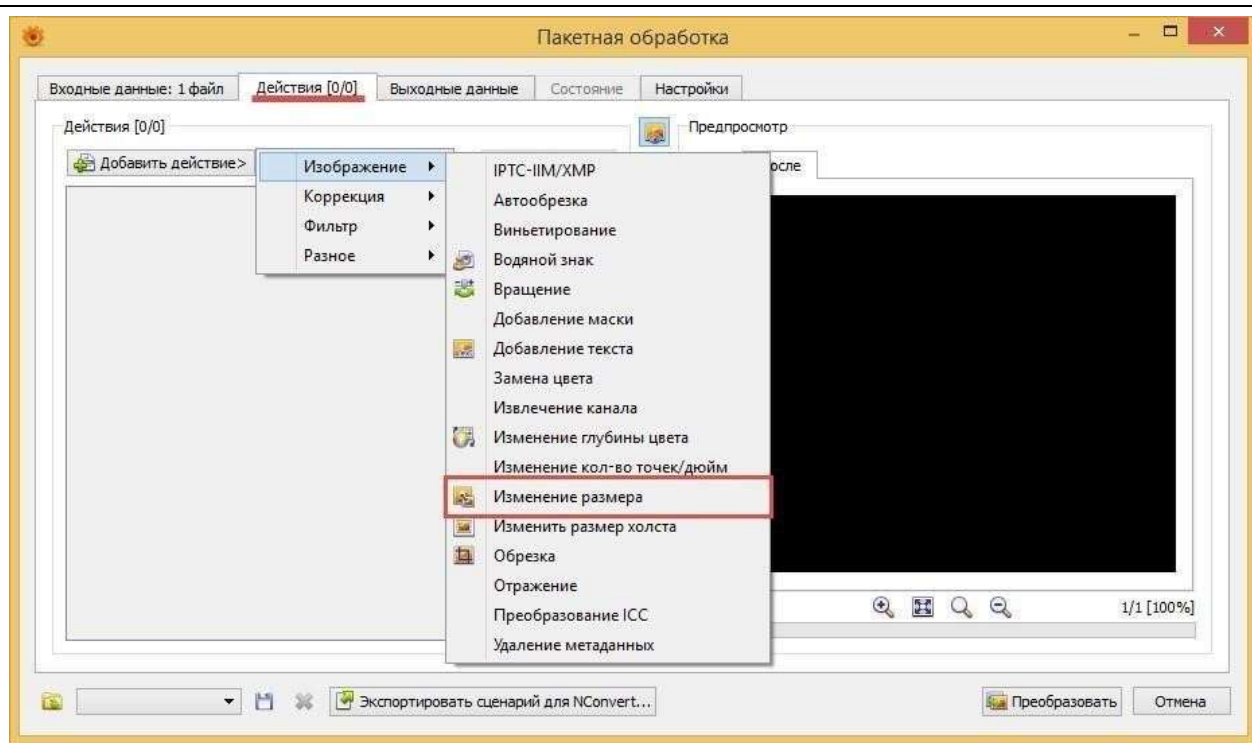 Пакетная обработка
Входные данные: 1 файл
Действия [0/0]
Выходные данные
Состояние
Настройки
Действия [0/0]
Предпросмотр
Добавить действие>
Изображение
Коррекция
Фильтр
Разное
IPTC-IIM/XMP
Автообрезка
Виньетирование
Водяной знак
Вращение
Добавление маски
Добавление текста
Замена цвета
Извлечение канала
Изменение глубины цвета
Изменение кол-во точек/дюйм
Изменение размера
Изменить размер холста
Обрезка
Отражение
Преобразование ICC
Удаление метаданных
осле
1/1 [100%]
Экспортировать сценарий для NConvert...
Преобразовать
Отмена